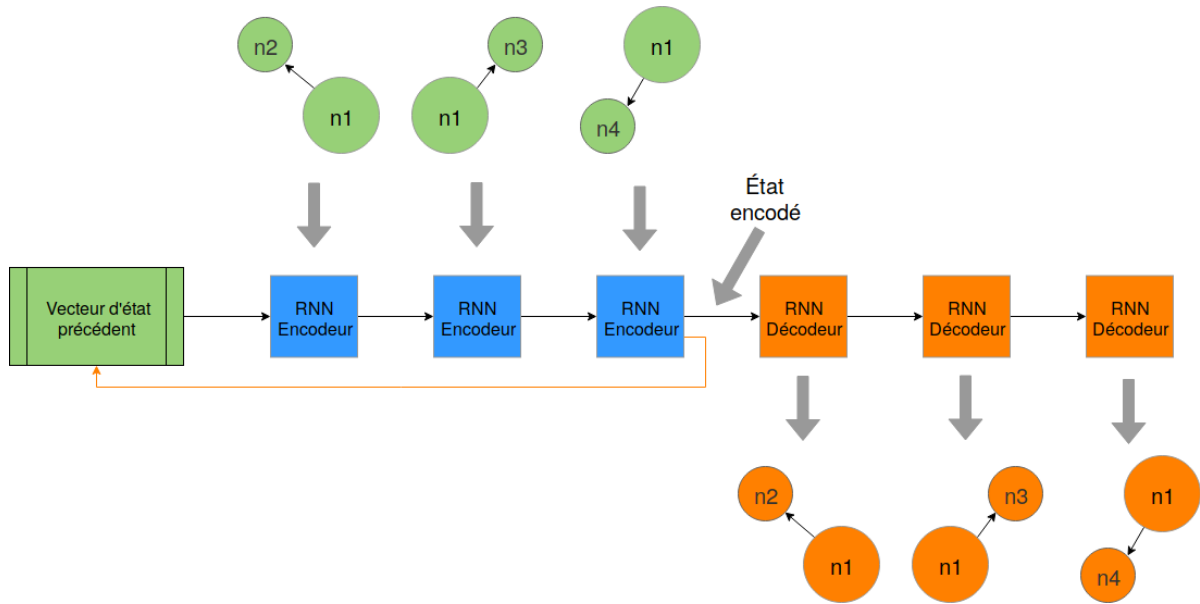 n2
n1
n3
n1
n1
n4
État
encodé
Vecteur d'état
précédent
RNN
Encodeur
RNN
Encodeur
RNN
Encodeur
RNN
Décodeur
RNN
Décodeur
RNN
Décodeur
n2
n1
n3
n1
n1
n4